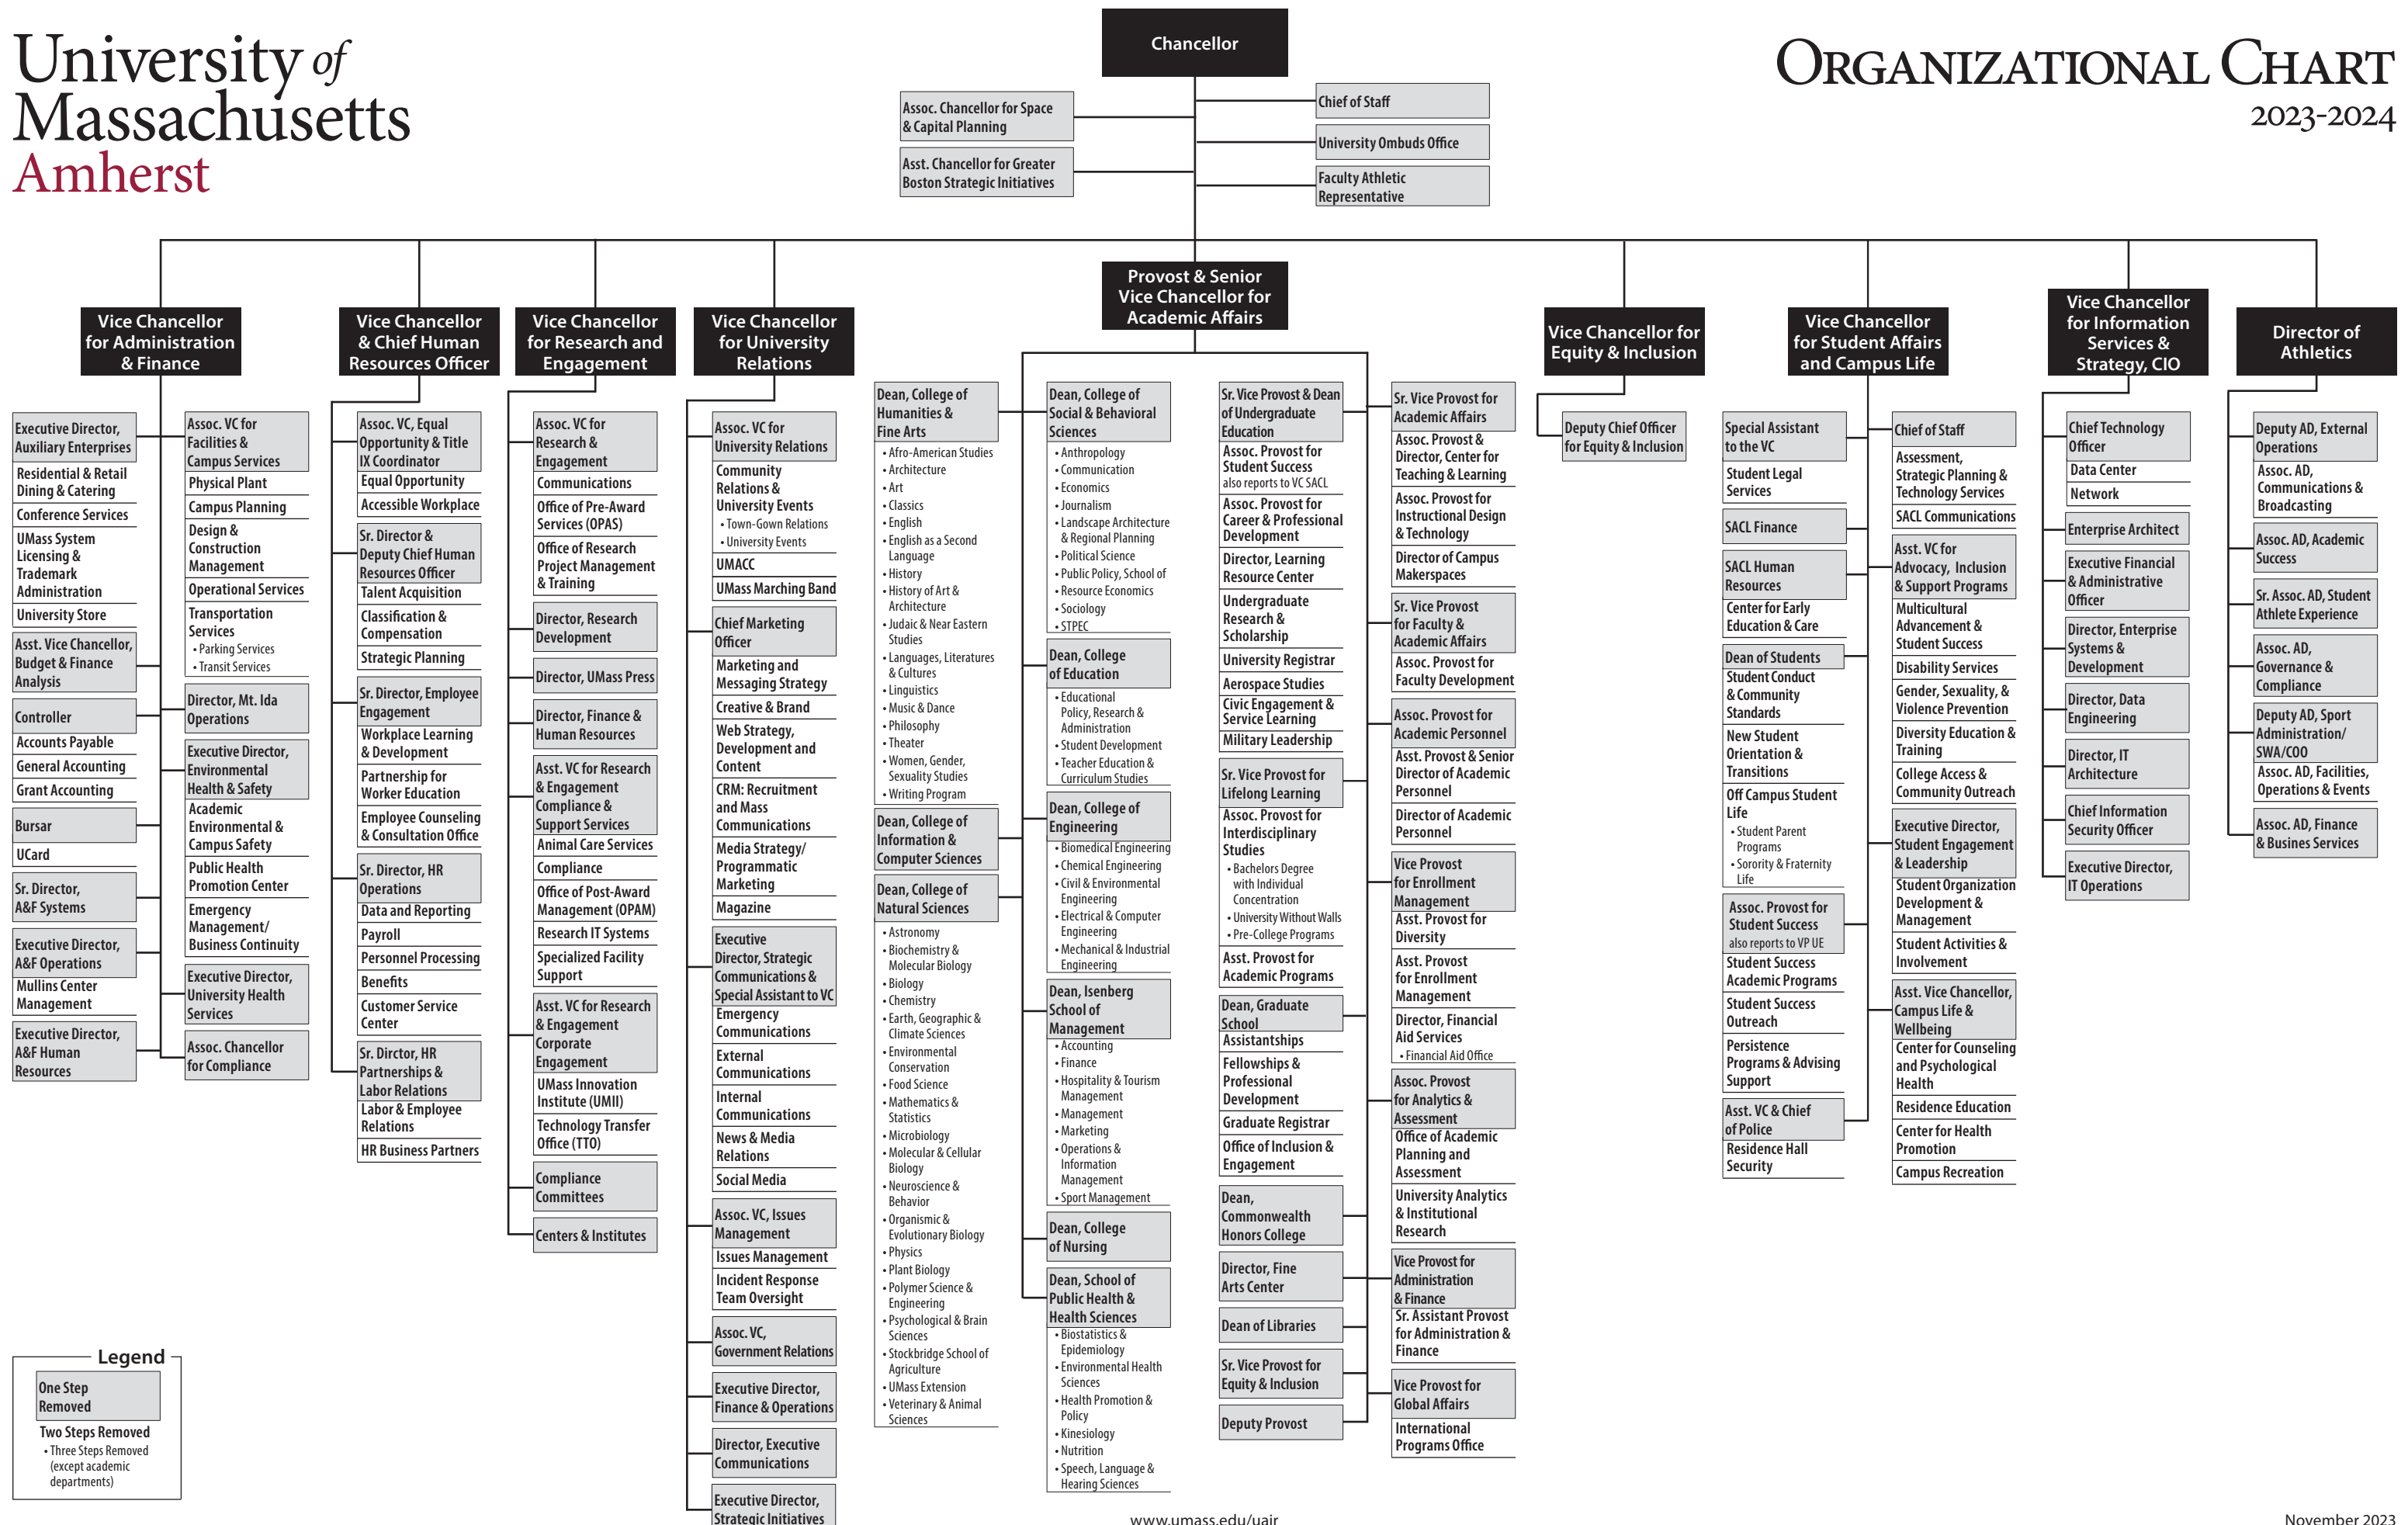 University of
Massachusetts
Amherst
ORGANIZATIONAL CHART
2023-2024
Chancellor
Assoc. Chancellor for Space
& Capital Planning
Asst. Chancellor for Greater
Boston Strategic Initiatives
Chief of Staff
University Ombuds Office
Faculty Athletic
Representative
Vice Chancellor
for Administration
& Finance
Executive Director,
Auxiliary Enterprises
Residential & Retail
Dining & Catering
Conference Services
UMass System
Licensing &
Trademark
Administration
University Store
Asst. Vice Chancellor,
Budget & Finance
Analysis
Controller
Accounts Payable
General Accounting
Grant Accounting
Bursar
UCard
Sr. Director,
A&F Systems
Executive Director,
A&F Operations
Mullins Center
Management
Executive Director,
A&F Human
Resources
Assoc. VC for
Facilities &
Campus Services
Physical Plant
Campus Planning
Design &
Construction
Management
Operational Services
Transportation
Services
• Parking Services
• Transit Services
Director, Mt. Ida
Operations
Executive Director,
Environmental
Health & Safety
Academic
Environmental &
Campus Safety
Public Health
Promotion Center
Emergency
Management/
Business Continuity
Executive Director,
University Health
Services
Assoc. Chancellor
for Compliance
Vice Chancellor
& Chief Human
Resources Officer
Assoc. VC, Equal
Opportunity & Title
IX Coordinator
Equal Opportunity
Accessible Workplace
Sr. Director &
Deputy Chief Human
Resources Officer
Talent Acquisition
Classification &
Compensation
Strategic Planning
Sr. Director, Employee
Engagement
Workplace Learning
& Development
Partnership for
Worker Education
Employee Counseling
& Consultation Office
Sr. Director, HR
Operations
Data and Reporting
Payroll
Personnel Processing
Benefits
Customer Service
Center
Sr. Dirctor, HR
Partnerships &
Labor Relations
Labor & Employee
Relations
HR Business Partners
Vice Chancellor
for Research and
Engagement
Assoc. VC for
Research &
Engagement
Communications
Office of Pre-Award
Services (OPAS)
Office of Research
Project Management
& Training
Director, Research
Development
Director, UMass Press
Director, Finance &
Human Resources
Asst. VC for Research
& Engagement
Compliance &
Support Services
Animal Care Services
Compliance
Office of Post-Award
Management (OPAM)
Research IT Systems
Specialized Facility
Support
Asst. VC for Research
& Engagement
Corporate
Engagement
UMass Innovation
Institute (UMII)
Technology Transfer
Office (TTO)
Compliance
Committees
Centers & Institutes
Vice Chancellor
for University
Relations
Assoc. VC for
University Relations
Community
Relations &
University Events
• Town-Gown Relations
• University Events
UMACC
UMass Marching Band
Chief Marketing
Officer
Marketing and
Messaging Strategy
Creative & Brand
Web Strategy,
Development and
Content
CRM: Recruitment
and Mass
Communications
Media Strategy/
Programmatic
Marketing
Magazine
Executive
Director, Strategic
Communications &
Special Assistant to VC
Emergency
Communications
External
Communications
Internal
Communications
News & Media
Relations
Social Media
Assoc. VC, Issues
Management
Issues Management
Incident Response
Team Oversight
Assoc. VC,
Government Relations
Executive Director,
Finance & Operations
Director, Executive
Communications
Executive Director,
Strategic Initiatives
Provost & Senior
Vice Chancellor for
Academic Affairs
Dean, College of
Humanities &
Fine Arts
• Afro-American Studies
• Architecture
• Art
• Classics
• English
• English as a Second
Language
• History
• History of Art &
Architecture
• Judaic & Near Eastern
Studies
• Languages, Literatures
& Cultures
• Linguistics
• Music & Dance
• Philosophy
• Theater
• Women, Gender,
Sexuality Studies
• Writing Program
Dean, College of
Information &
Computer Sciences
Dean, College of
Natural Sciences
• Astronomy
• Biochemistry &
Molecular Biology
• Biology
• Chemistry
• Earth, Geographic &
Climate Sciences
• Environmental
Conservation
• Food Science
• Mathematics &
Statistics
• Microbiology
• Molecular & Cellular
Biology
• Neuroscience &
Behavior
• Organismic &
Evolutionary Biology
• Physics
• Plant Biology
• Polymer Science &
Engineering
• Psychological & Brain
Sciences
• Stockbridge School of
Agriculture
• UMass Extension
• Veterinary & Animal
Sciences
Dean, College of
Social & Behavioral
Sciences
• Anthropology
• Communication
• Economics
• Journalism
• Landscape Architecture
& Regional Planning
• Political Science
• Public Policy, School of
• Resource Economics
• Sociology
• STPEC
Dean, College
of Education
• Educational
Policy, Research &
Administration
• Student Development
• Teacher Education &
Curriculum Studies
Dean, College of
Engineering
• Biomedical Engineering
• Chemical Engineering
• Civil & Environmental
Engineering
• Electrical & Computer
Engineering
• Mechanical & Industrial
Engineering
Dean, Isenberg
School of
Management
• Accounting
• Finance
• Hospitality & Tourism
Management
• Management
• Marketing
• Operations &
Information
Management
• Sport Management
Dean, College
of Nursing
Dean, School of
Public Health &
Health Sciences
• Biostatistics &
Epidemiology
• Environmental Health
Sciences
• Health Promotion &
Policy
• Kinesiology
• Nutrition
• Speech, Language &
Hearing Sciences
Sr. Vice Provost & Dean
of Undergraduate
Education
Assoc. Provost for
Student Success
also reports to VC SACL
Assoc. Provost for
Career & Professional
Development
Director, Learning
Resource Center
Undergraduate
Research &
Scholarship
University Registrar
Aerospace Studies
Civic Engagement &
Service Learning
Military Leadership
Sr. Vice Provost for
Lifelong Learning
Assoc. Provost for
Interdisciplinary
Studies
• Bachelors Degree
with Individual
Concentration
• University Without Walls
• Pre-College Programs
Asst. Provost for
Academic Programs
Dean, Graduate
School
Assistantships
Fellowships &
Professional
Development
Graduate Registrar
Office of Inclusion &
Engagement
Dean,
Commonwealth
Honors College
Director, Fine
Arts Center
Dean of Libraries
Sr. Vice Provost for
Equity & Inclusion
Deputy Provost
Sr. Vice Provost for
Academic Affairs
Assoc. Provost &
Director, Center for
Teaching & Learning
Assoc. Provost for
Instructional Design
& Technology
Director of Campus
Makerspaces
Sr. Vice Provost
for Faculty &
Academic Affairs
Assoc. Provost for
Faculty Development
Assoc. Provost for
Academic Personnel
Asst. Provost & Senior
Director of Academic
Personnel
Director of Academic
Personnel
Vice Provost
for Enrollment
Management
Asst. Provost for
Diversity
Asst. Provost
for Enrollment
Management
Director, Financial
Aid Services
• Financial Aid Office
Assoc. Provost
for Analytics &
Assessment
Office of Academic
Planning and
Assessment
University Analytics
& Institutional
Research
Vice Provost for
Administration
& Finance
Sr. Assistant Provost
for Administration &
Finance
Vice Provost for
Global Affairs
International
Programs Office
Vice Chancellor for
Equity & Inclusion
Deputy Chief Officer
for Equity & Inclusion
Vice Chancellor
for Student Affairs
and Campus Life
Special Assistant
to the VC
Student Legal
Services
SACL Finance
SACL Human
Resources
Center for Early
Education & Care
Dean of Students
Student Conduct
& Community
Standards
New Student
Orientation &
Transitions
Off Campus Student
Life
• Student Parent
Programs
• Sorority & Fraternity
Life
Assoc. Provost for
Student Success
also reports to VP UE
Student Success
Academic Programs
Student Success
Outreach
Persistence
Programs & Advising
Support
Asst. VC & Chief
of Police
Residence Hall
Security
Chief of Staff
Assessment,
Strategic Planning &
Technology Services
SACL Communications
Asst. VC for
Advocacy, Inclusion
& Support Programs
Multicultural
Advancement &
Student Success
Disability Services
Gender, Sexuality, &
Violence Prevention
Diversity Education &
Training
College Access &
Community Outreach
Executive Director,
Student Engagement
& Leadership
Student Organization
Development &
Management
Student Activities &
Involvement
Asst. Vice Chancellor,
Campus Life &
Wellbeing
Center for Counseling
and Psychological
Health
Residence Education
Center for Health
Promotion
Campus Recreation
Vice Chancellor
for Information
Services &
Strategy, CIO
Chief Technology
Officer
Data Center
Network
Enterprise Architect
Executive Financial
& Administrative
Officer
Director, Enterprise
Systems &
Development
Director, Data
Engineering
Director, IT
Architecture
Chief Information
Security Officer
Executive Director,
IT Operations
Director of
Athletics
Deputy AD, External
Operations
Assoc. AD,
Communications &
Broadcasting
Assoc. AD, Academic
Success
Sr. Assoc. AD, Student
Athlete Experience
Assoc. AD,
Governance &
Compliance
Deputy AD, Sport
Administration/
SWA/COO
Assoc. AD, Facilities,
Operations & Events
Assoc. AD, Finance
& Busines Services
Legend
One Step
Removed
Two Steps Removed
• Three Steps Removed
(except academic
departments)
www.umass.edu/uair
November 2023